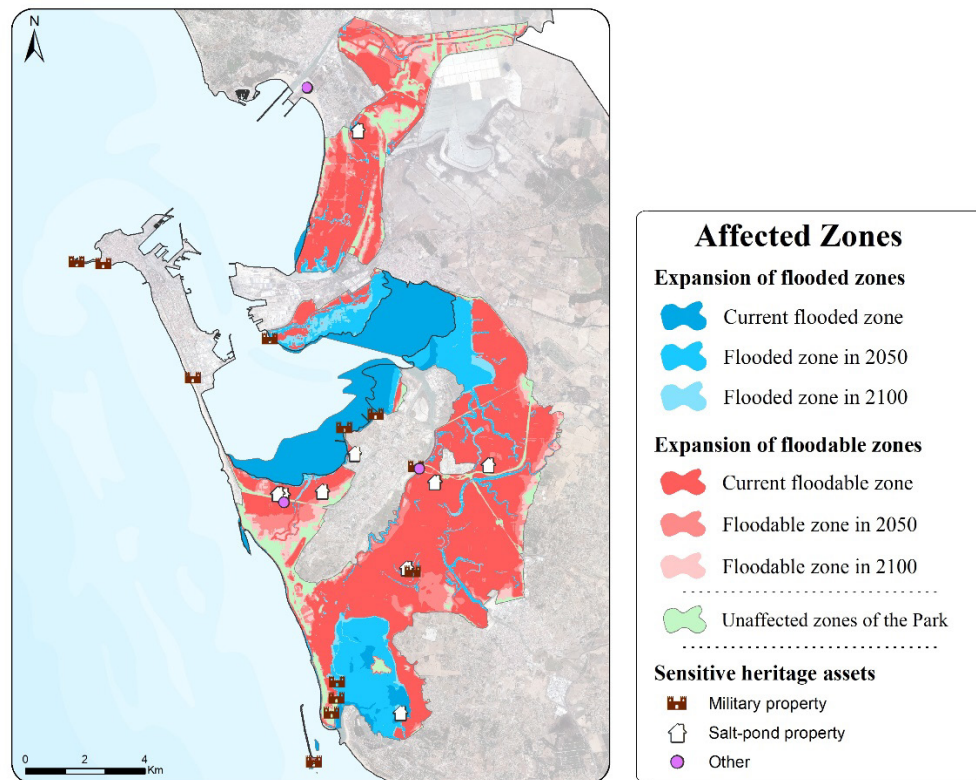 N
0 2 4
Km
Affected Zones
Expansion of flooded zones
Current flooded zone
Flooded zone in 2050
Flooded zone in 2100
Expansion of floodable zones
Current floodable zone
Floodable zone in 2050
Floodable zone in 2100
Unaffected zones of the Park
Sensitive heritage assets
Military property
Salt-pond property
Other